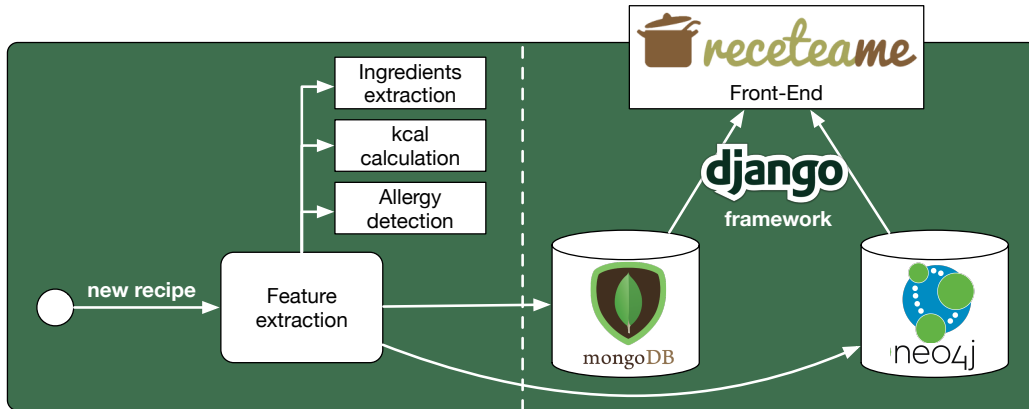 receteame
Front-End
Ingredients
extraction
kcal
calculation
Allergy
detection
django
framework
new recipe
Feature
extraction
mongoDB
neo4j